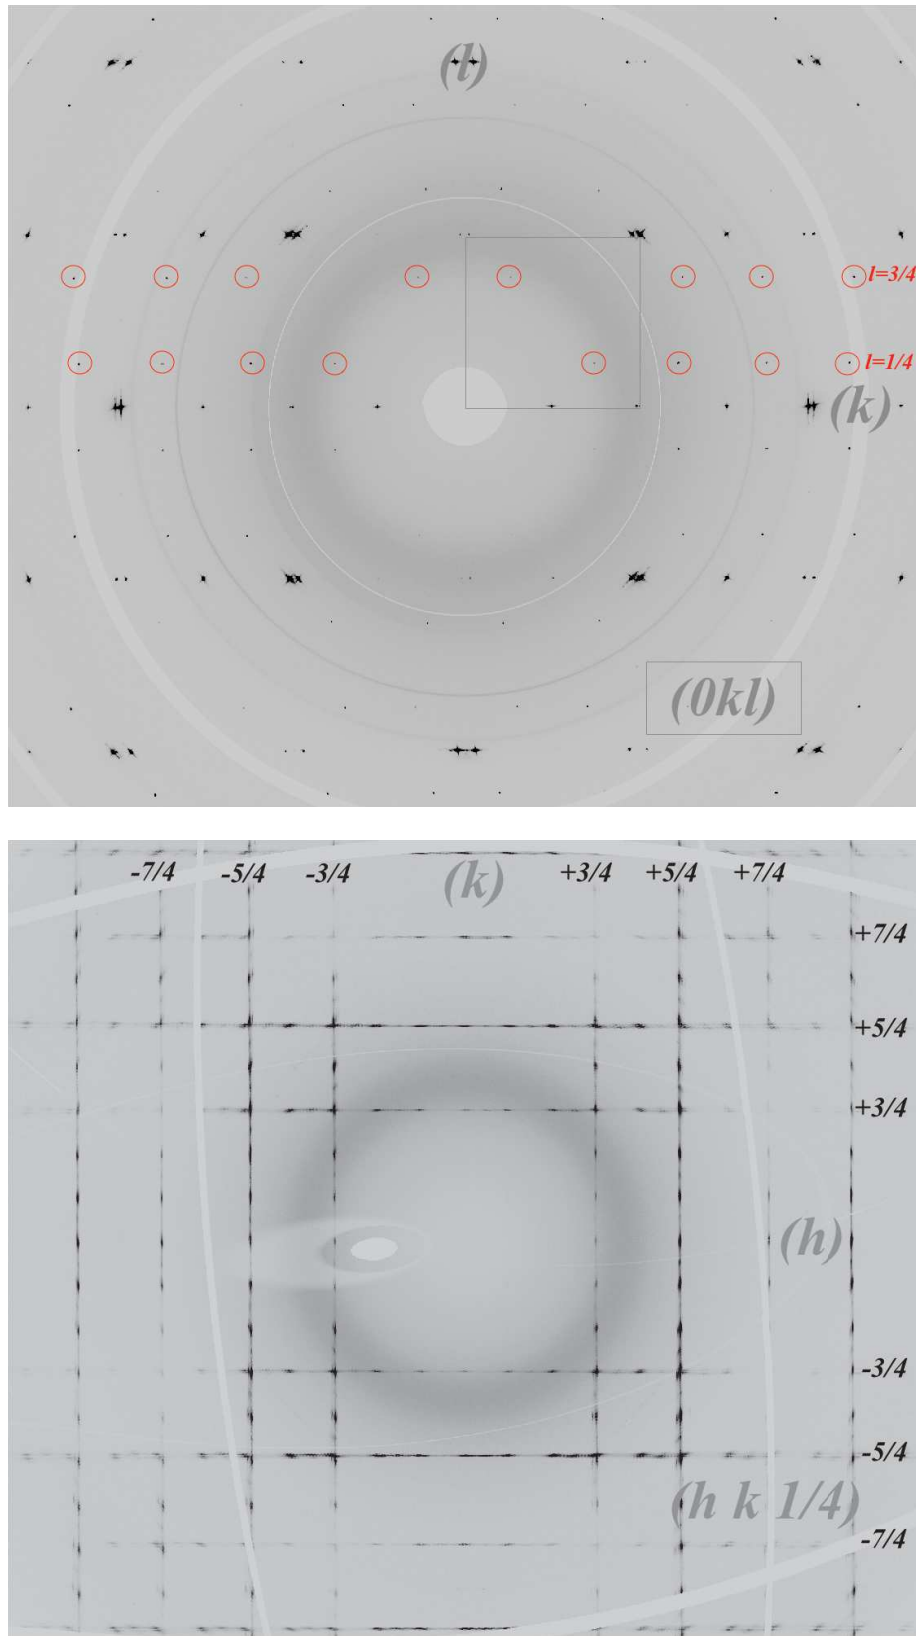 (l)
l=3/4
l=1/4
(k)
(0kl)
-7/4 -5/4 -3/4 (k) +3/4 +5/4 +7/4
+7/4
+5/4
+3/4
(h)
-3/4
-5/4
(h k 1/4)
-7/4